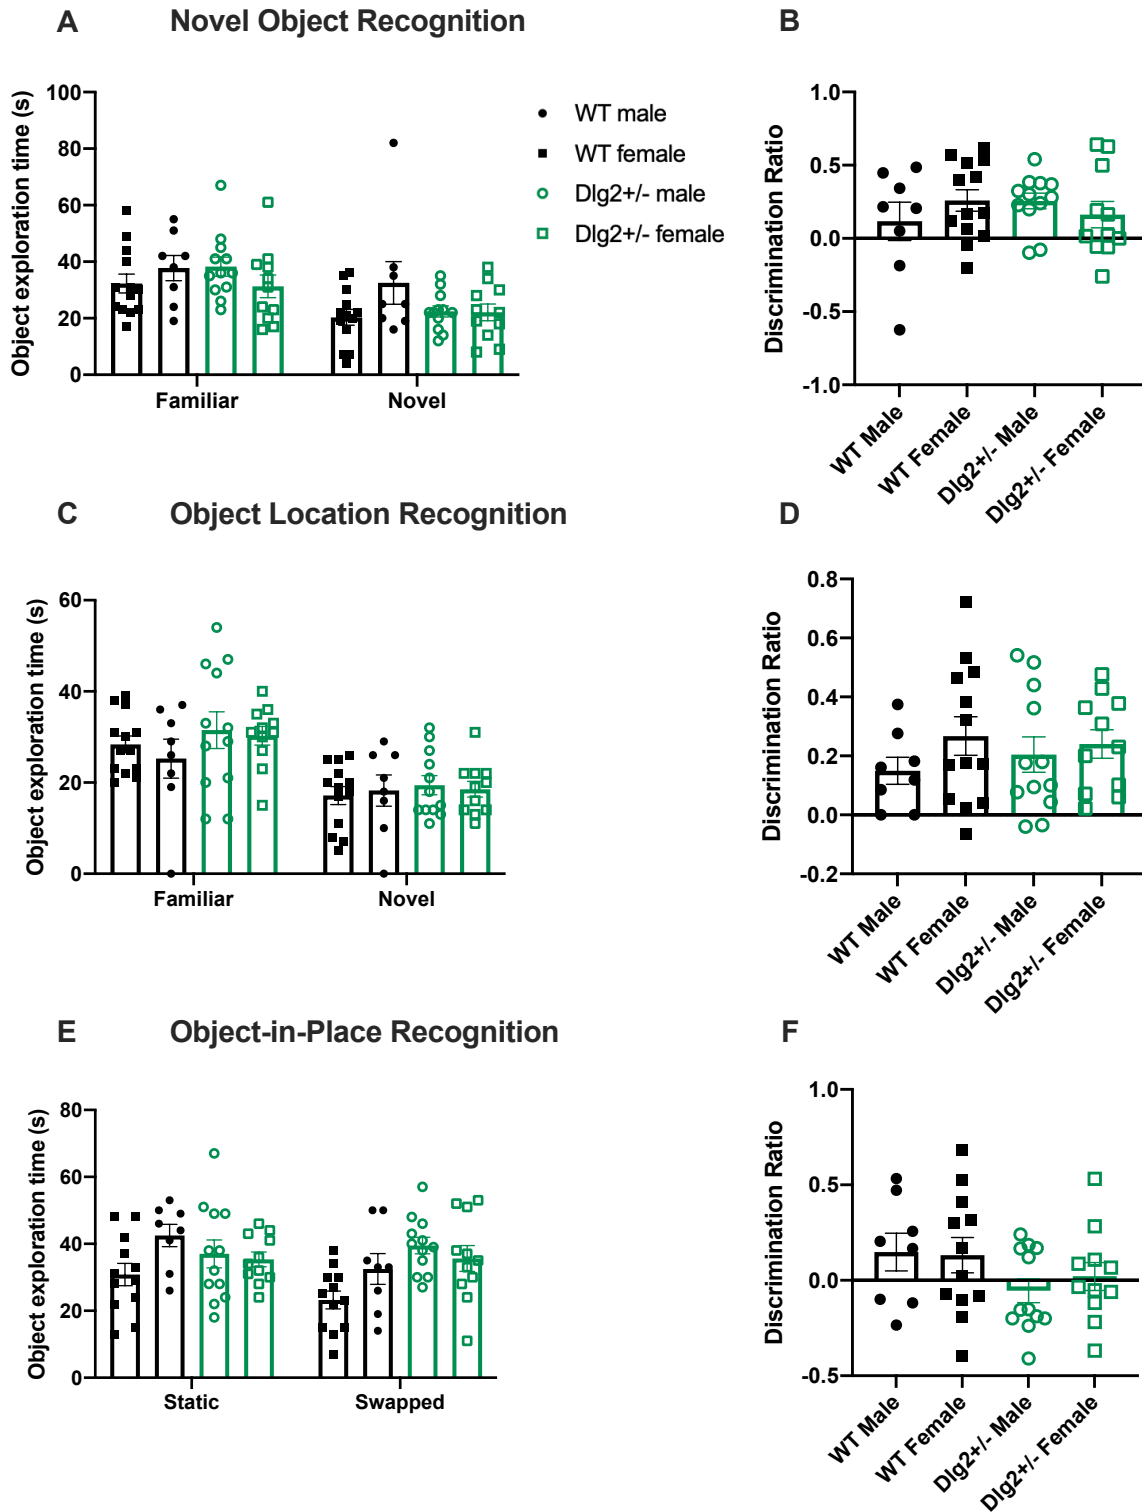 A Novel Object Recognition
B
Object exploration time (s)
100
80
60
40
20
0
Familiar
Novel
WT male
WT female
Dlg2+/- male
Dlg2+/- female
Discrimination Ratio
1.0
0.5
0.0
-0.5
-1.0
WT Male
WT Female
Dlg2+/- Male
Dlg2+/- Female
C Object Location Recognition
D
Object exploration time (s)
60
40
20
0
Familiar
Novel
Discrimination Ratio
0.8
0.6
0.4
0.2
0.0
-0.2
WT Male
WT Female
Dlg2+/- Male
Dlg2+/- Female
E Object-in-Place Recognition
F
Object exploration time (s)
80
60
40
20
0
Static
Swapped
Discrimination Ratio
1.0
0.5
0.0
-0.5
WT Male
WT Female
Dlg2+/- Male
Dlg2+/- Female